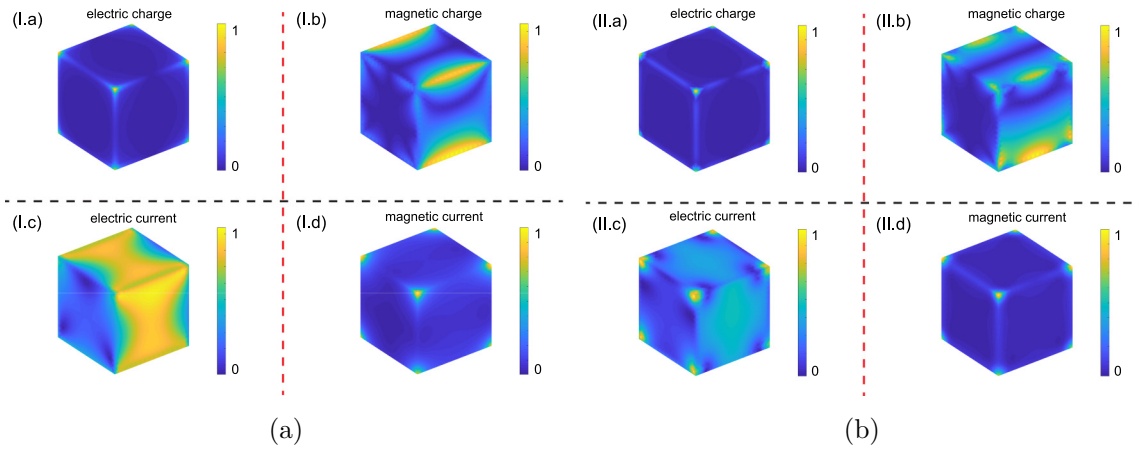 (I.a) electric charge
1
0
(I.b) magnetic charge
1
0
(I.c) electric current
1
0
(I.d) magnetic current
1
0
(a)
(II.a) electric charge
1
0
(II.b) magnetic charge
1
0
(II.c) electric current
1
0
(II.d) magnetic current
1
0
(b)